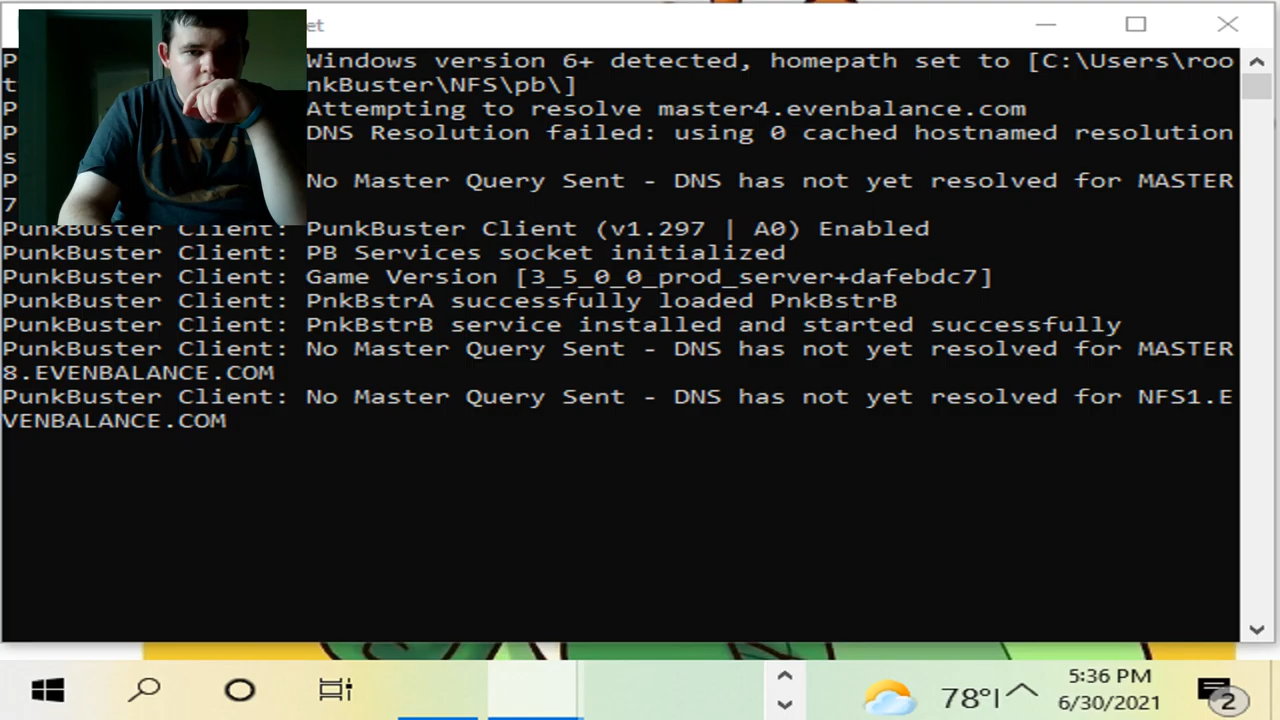 et
P Windows version 6+ detected, homepath set to [C:\Users\roo
t nkBuster\NFS\pb\]
P Attempting to resolve master4.evenbalance.com
P DNS Resolution failed: using 0 cached hostnamed resolution
s
P No Master Query Sent - DNS has not yet resolved for MASTER
7
PunkBuster Client: PunkBuster Client (v1.297 | A0) Enabled
PunkBuster Client: PB Services socket initialized
PunkBuster Client: Game Version [3_5_0_0_prod_server+dafebdc7]
PunkBuster Client: PnkBstrA successfully loaded PnkBstrB
PunkBuster Client: PnkBstrB service installed and started successfully
PunkBuster Client: No Master Query Sent - DNS has not yet resolved for MASTER
8.EVENBALANCE.COM
PunkBuster Client: No Master Query Sent - DNS has not yet resolved for NFS1.E
VENBALANCE.COM
78°
5:36 PM
6/30/2021
2